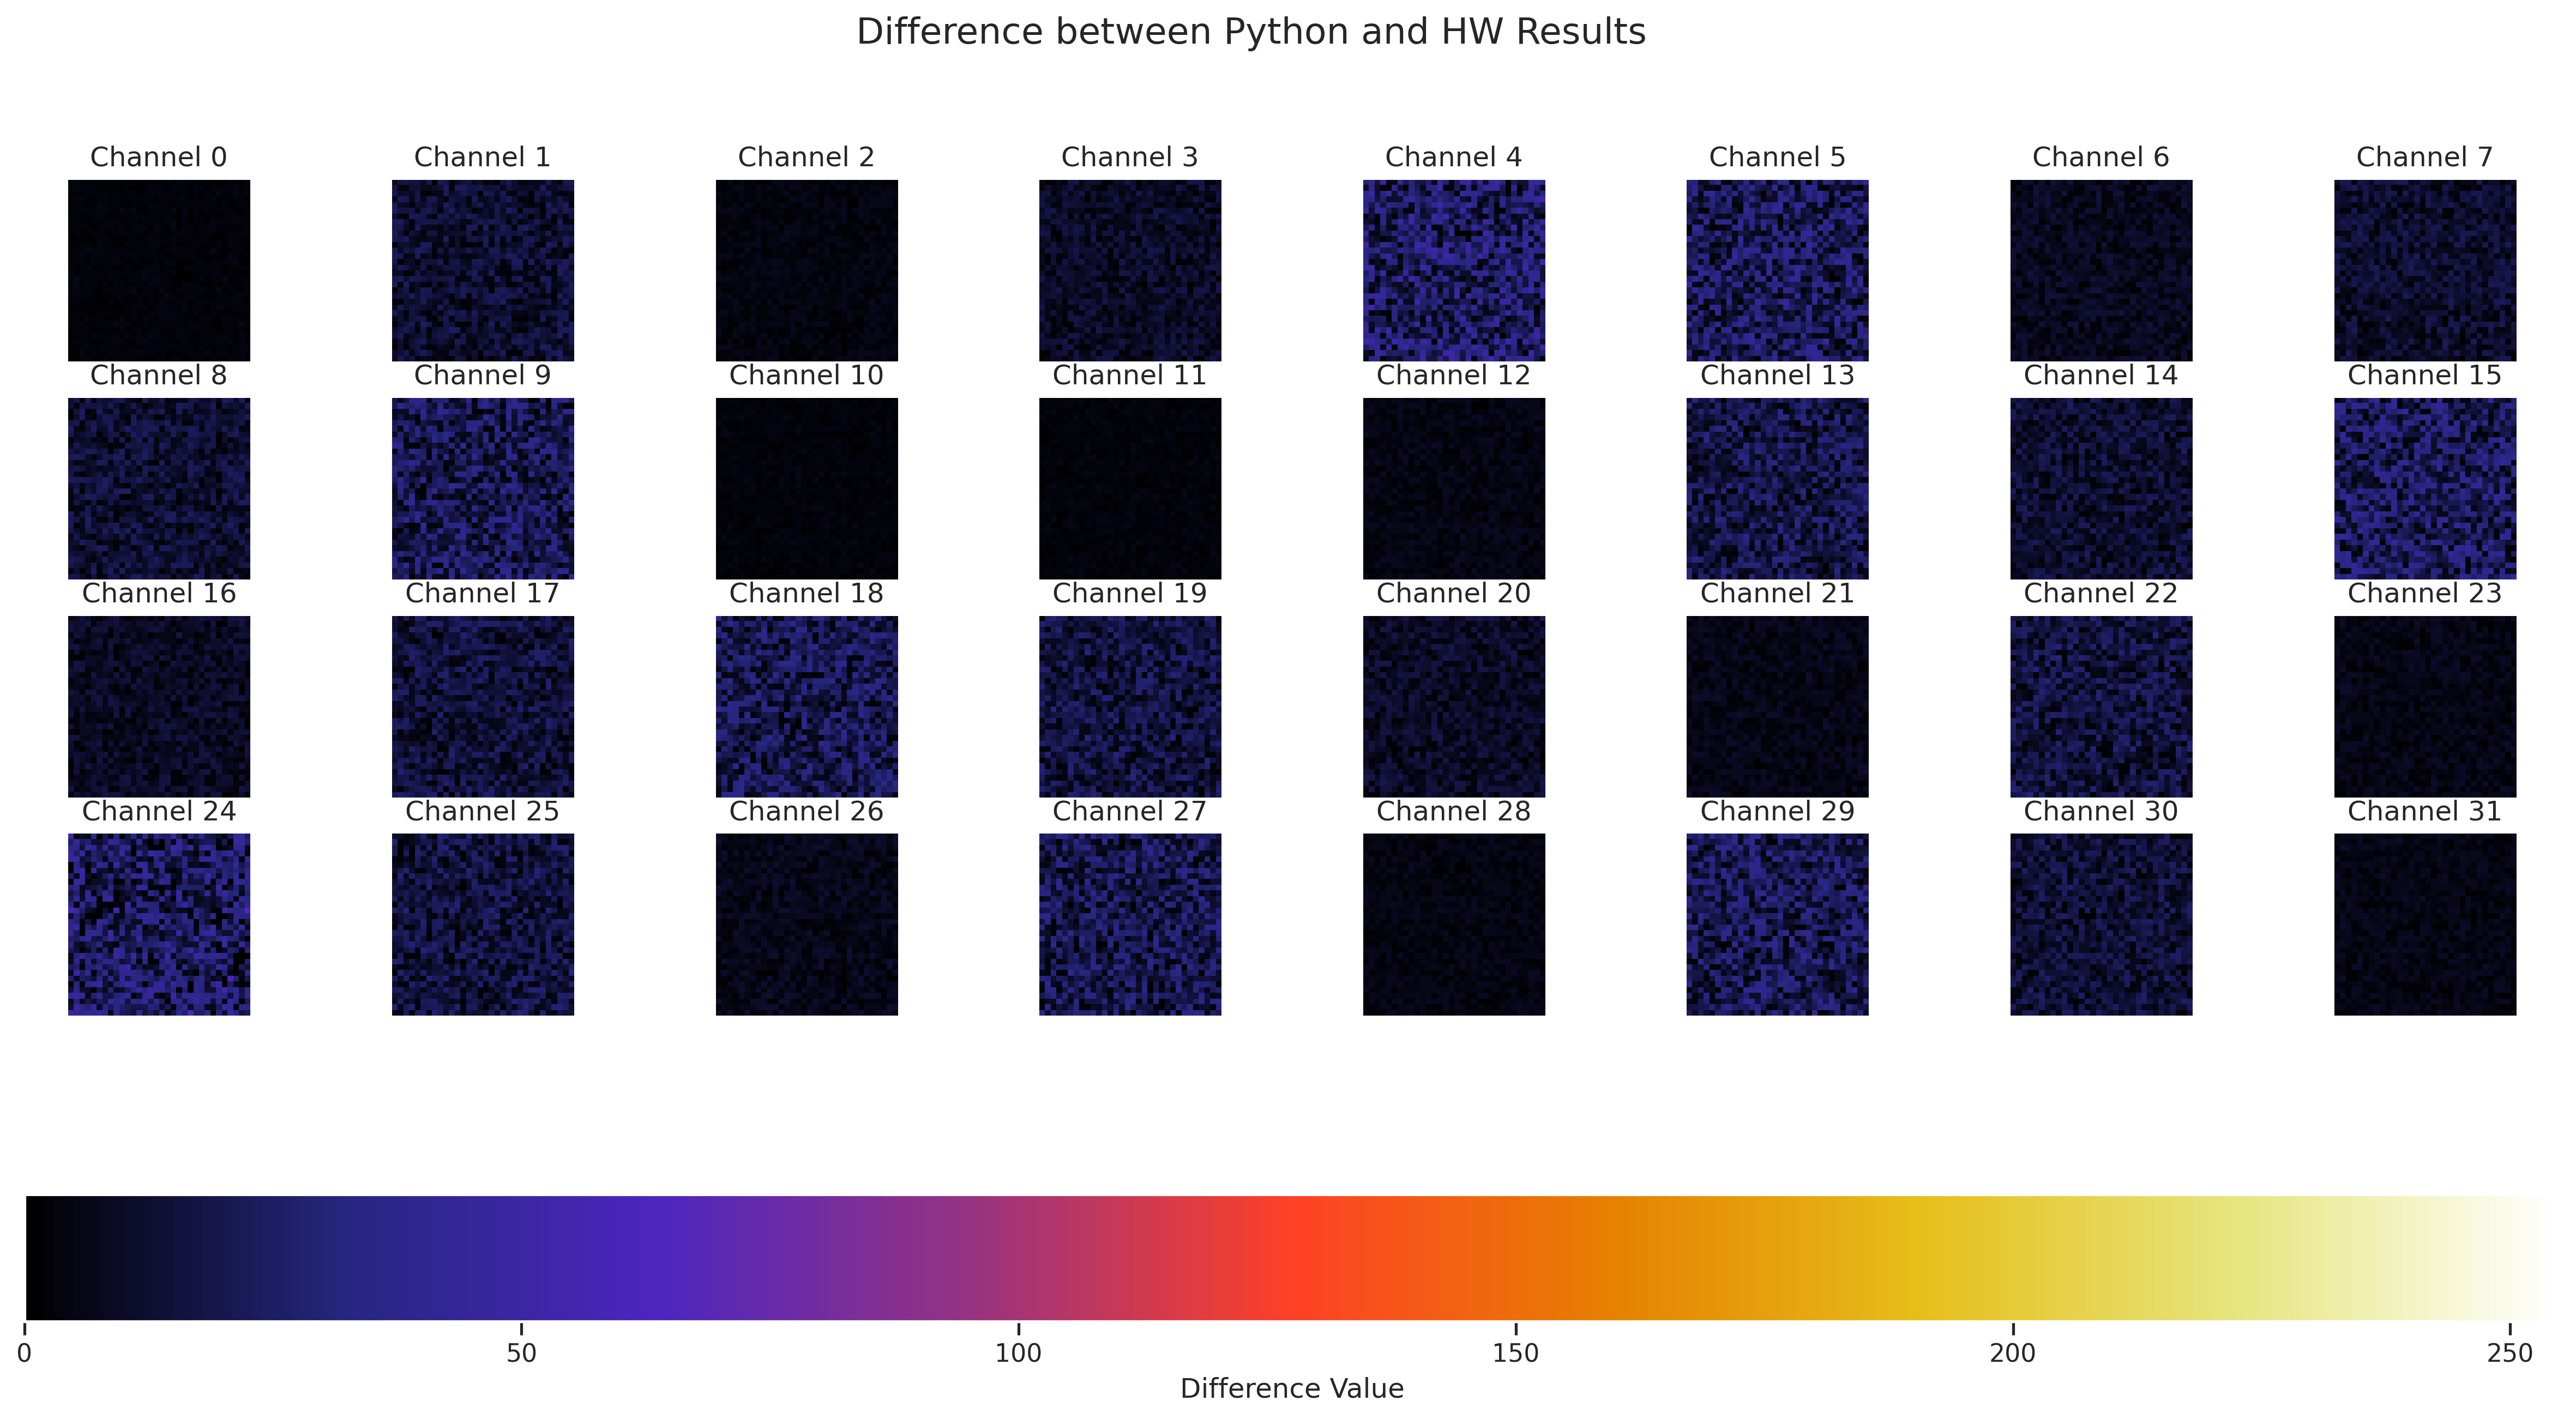 Difference between Python and HW Results
Channel 0 Channel 1 Channel 2 Channel 3 Channel 4 Channel 5 Channel 6 Channel 7
Channel 8 Channel 9 Channel 10 Channel 11 Channel 12 Channel 13 Channel 14 Channel 15
Channel 16 Channel 17 Channel 18 Channel 19 Channel 20 Channel 21 Channel 22 Channel 23
Channel 24 Channel 25 Channel 26 Channel 27 Channel 28 Channel 29 Channel 30 Channel 31
0 50 100 150 200 250
Difference Value